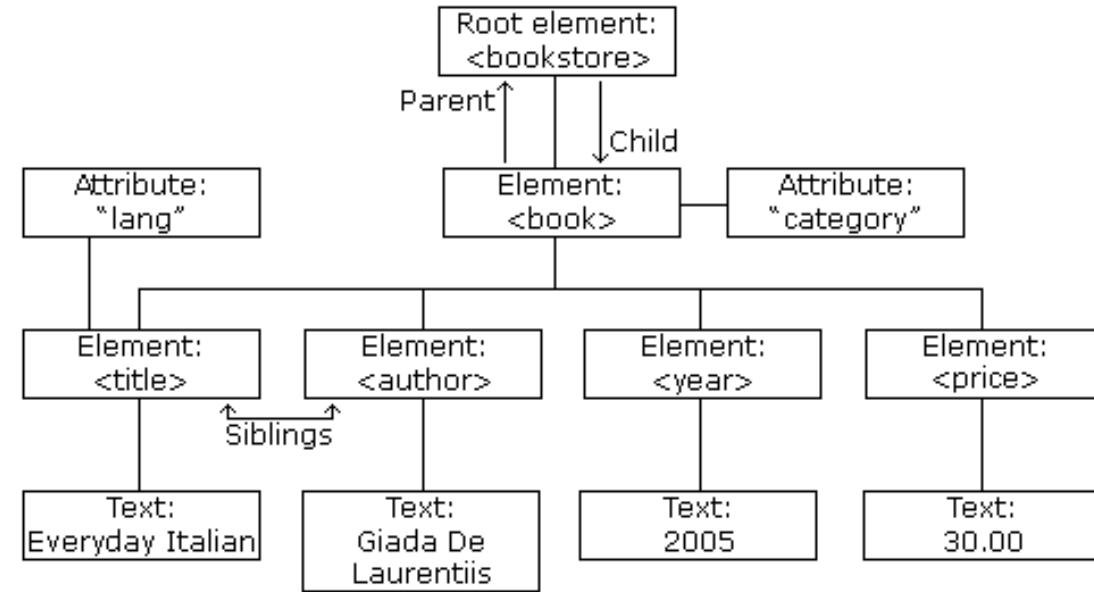 Root element:
<bookstore>
Parent
Child
Attribute:
“lang”
Element:
<book>
Attribute:
“category”
Element:
<title>
Element:
<author>
Element:
<year>
Element:
<price>
Siblings
Text:
Everyday Italian
Text:
Giada De
Laurentiis
Text:
2005
Text:
30.00